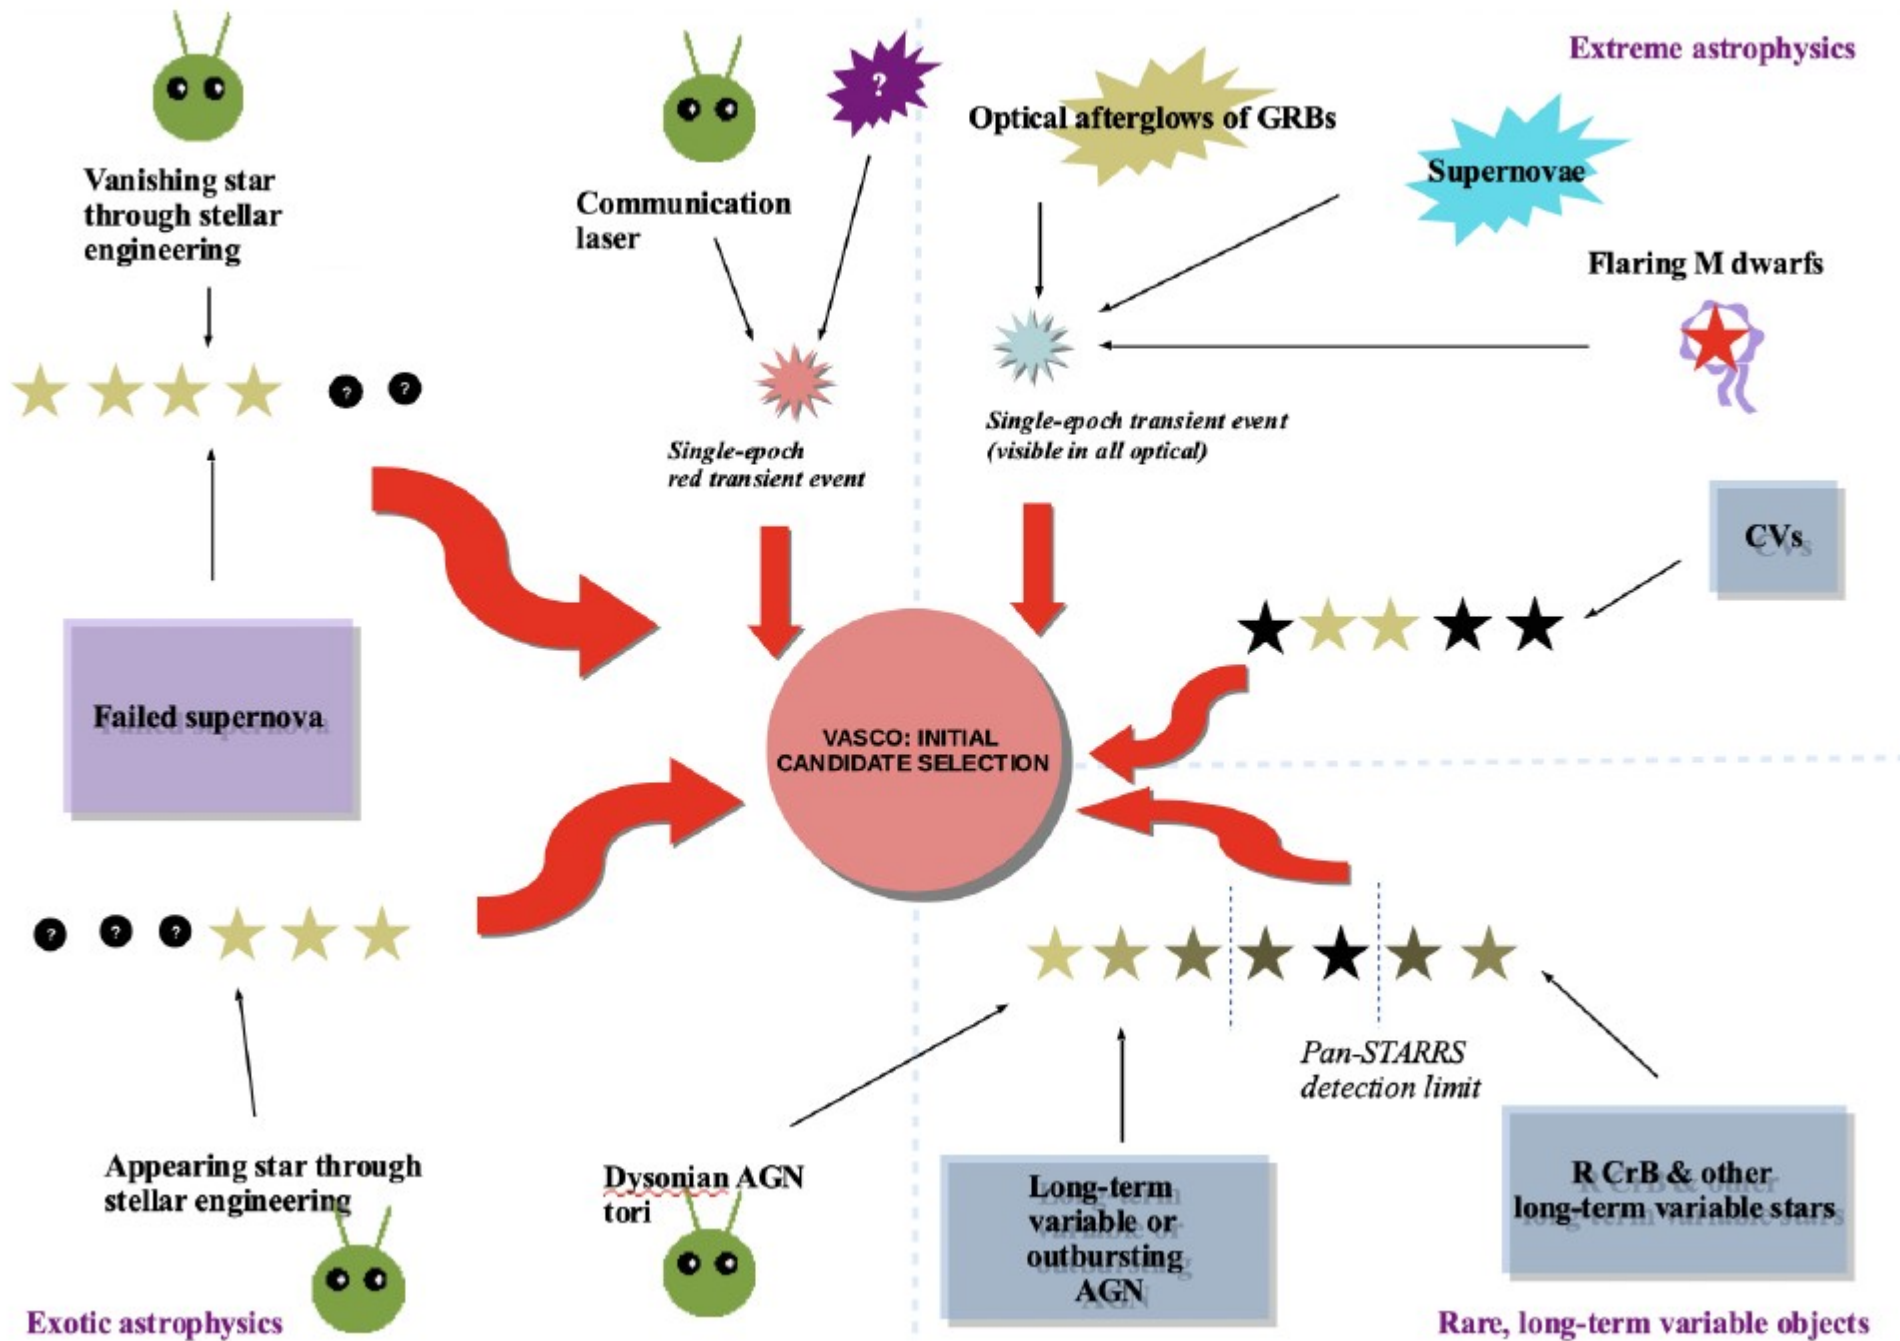 Extreme astrophysics
?
Optical afterglows of GRBs
Supernovae
Vanishing star
through stellar
engineering
Communication
laser
Flaring M dwarfs
? ?
Single-epoch
red transient event
Single-epoch transient event
(visible in all optical)
CVs
Failed supernova
VASCO: INITIAL
CANDIDATE SELECTION
? ? ?
Pan-STARRS
detection limit
Appearing star through
stellar engineering
Dysonian AGN
tori
Long-term
variable or
outbursting
AGN
R CrB & other
long-term variable stars
Exotic astrophysics
Rare, long-term variable objects